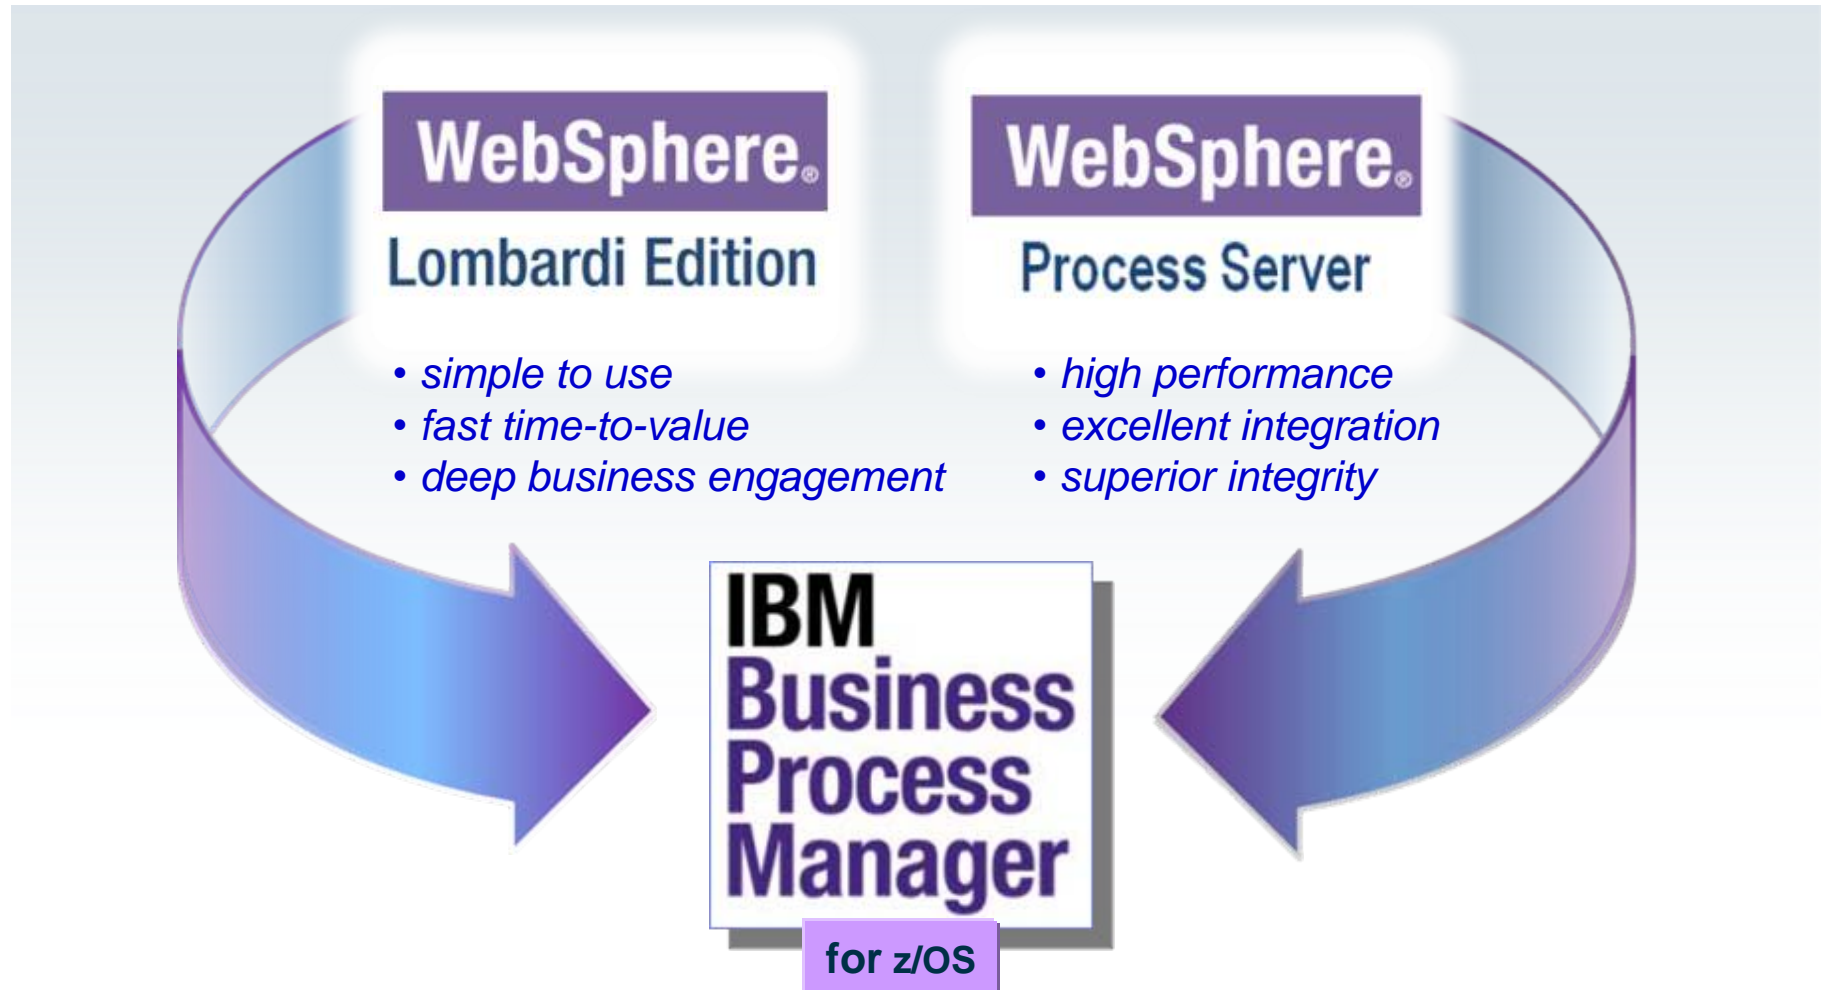 WebSphere®
Lombardi Edition
• simple to use
• fast time-to-value
• deep business engagement
WebSphere®
Process Server
• high performance
• excellent integration
• superior integrity
IBM
Business
Process
Manager
for z/OS